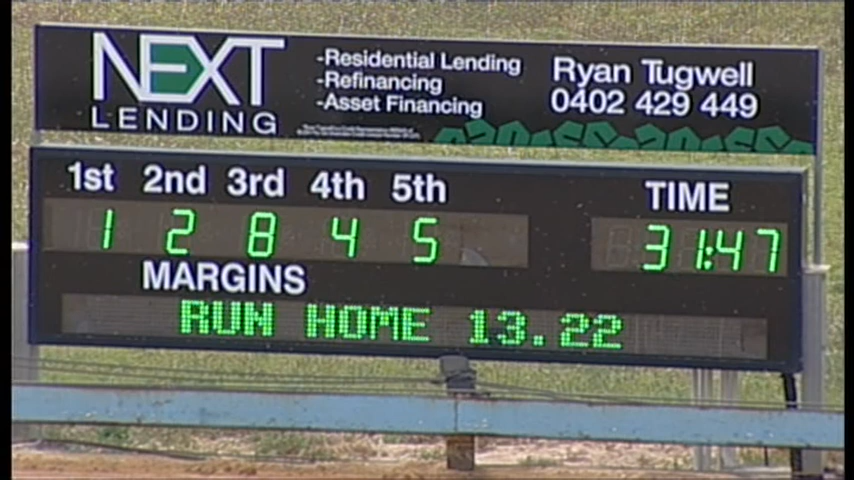 NEXT
LENDING
-Residential Lending
-Refinancing
-Asset Financing
Ryan Tugwell
0402 429 449
1st 2nd 3rd 4th 5th
TIME
1 2 8 4 5
31:47
MARGINS
RUN HOME 13.22